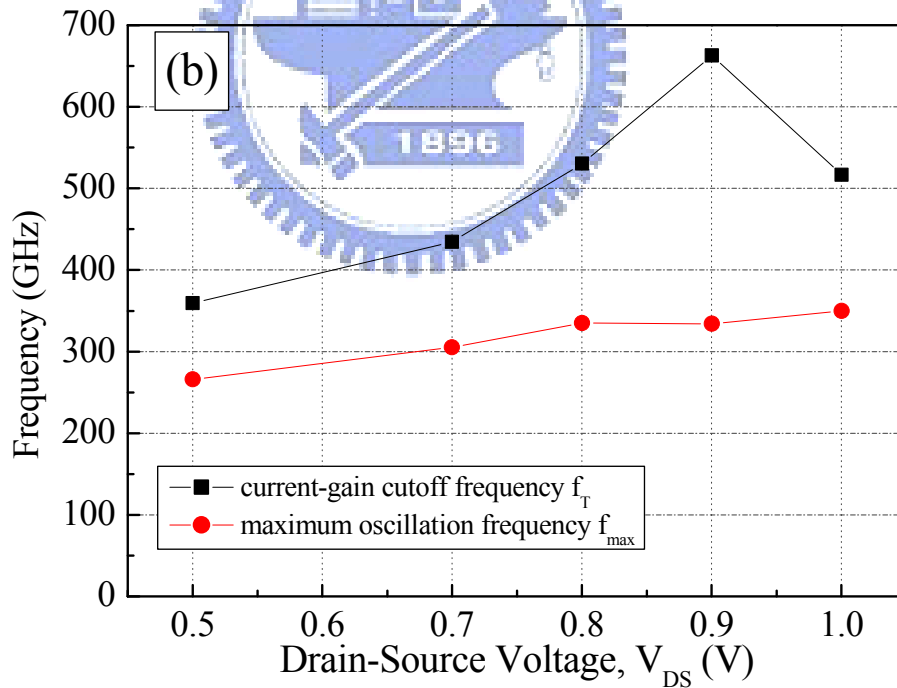 700
600
500
400
300
200
100
0
Frequency (GHz)
(b)
1896
current-gain cutoff frequency f_T
maximum oscillation frequency f_max
0.5 0.6 0.7 0.8 0.9 1.0
Drain-Source Voltage, V_DS (V)